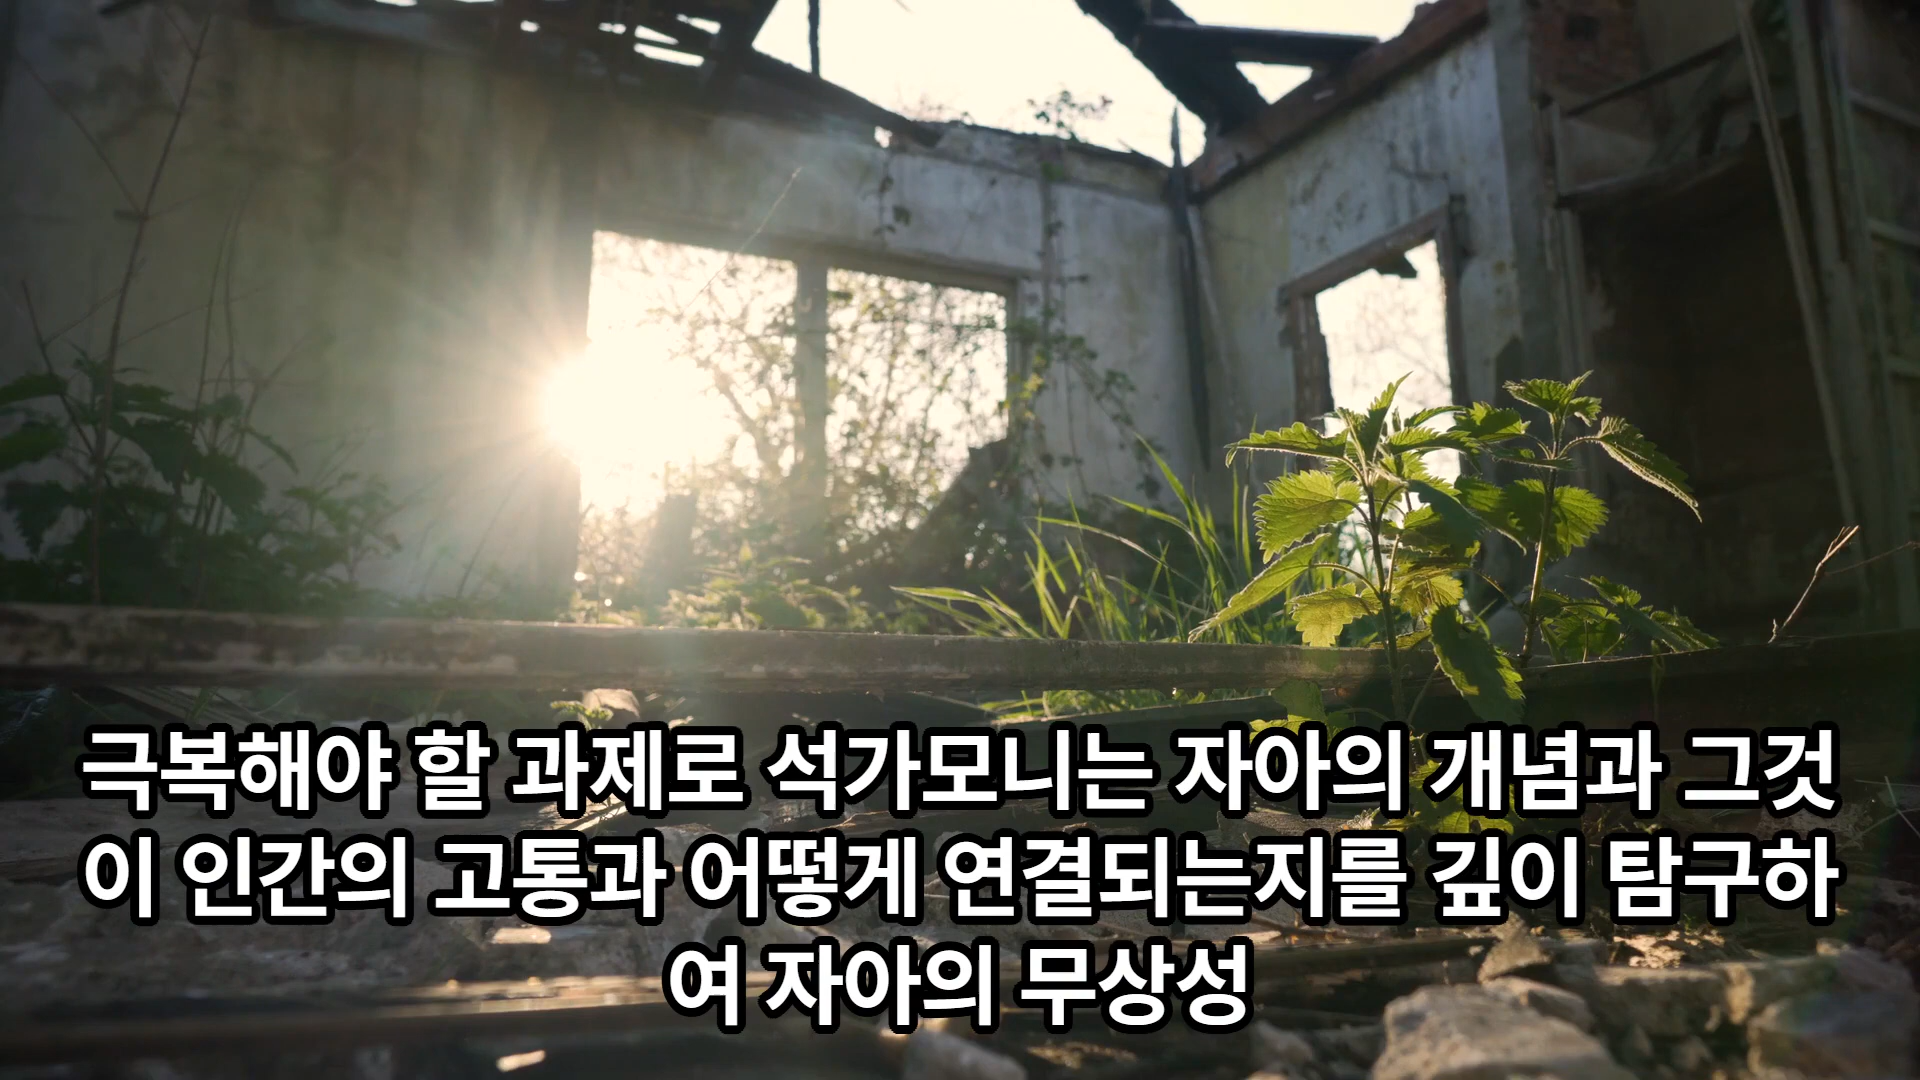 극복해야 할 과제로 석가모니는 자아의 개념과 그것
이 인간의 고통과 어떻게 연결되는지를 깊이 탐구하
여 자아의 무상성